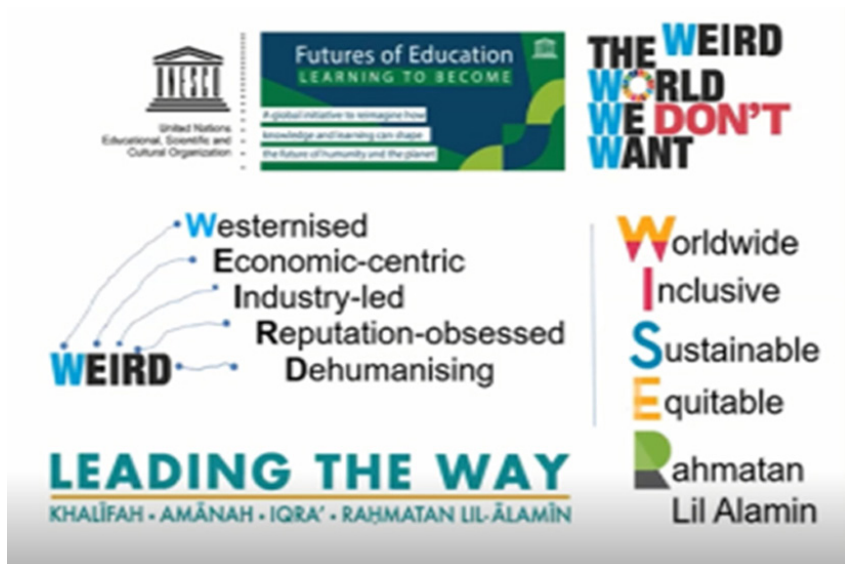 UNESCO
United Nations
Educational, Scientific and
Cultural Organization
Futures of Education
LEARNING TO BECOME
A global initiative to reimagine how
knowledge and learning can shape
the future of humanity and the planet
THE WEIRD
WORLD
WE DON'T
WANT
Westernised
Economic-centric
Industry-led
Reputation-obsessed
Dehumanising
WEIRD
Worldwide
Inclusive
Sustainable
Equitable
Rahmatan
Lil Alamin
LEADING THE WAY
KHALĪFAH • AMĀNAH • IQRA’ • RAḤMATAN LIL-ĀLAMĪN